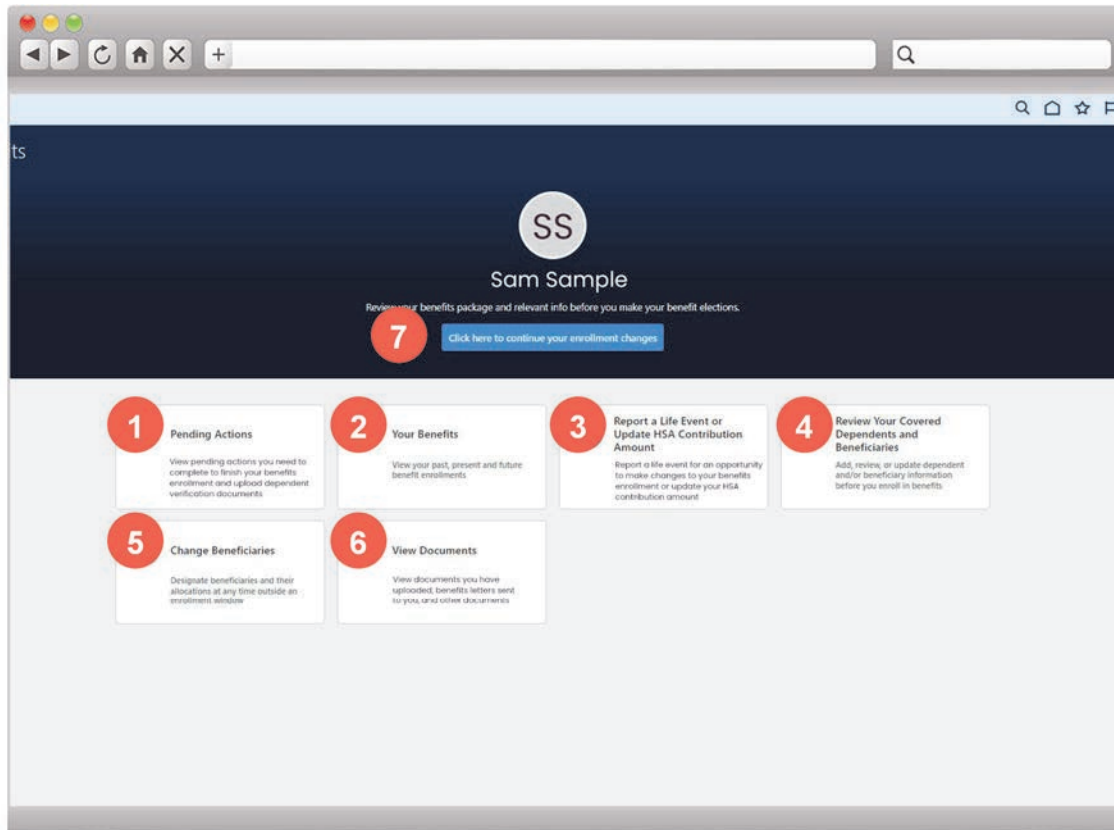 ts
SS
Sam Sample
Review your benefits package and relevant info before you make your benefit elections.
7
Click here to continue your enrollment changes
1
Pending Actions
View pending actions you need to
complete to finish your benefits
enrollment and upload dependent
verification documents
2
Your Benefits
View your past, present and future
benefit enrollments
3
Report a Life Event or
Update HSA Contribution
Amount
Report a life event for an opportunity
to make changes to your benefits
enrollment or update your HSA
contribution amount
4
Review Your Covered
Dependents and
Beneficiaries
Add, review, or update dependent
and/or beneficiary information
before you enroll in benefits
5
Change Beneficiaries
Designate beneficiaries and their
allocations at any time outside an
enrollment window
6
View Documents
View documents you have
uploaded, benefits letters sent
to you, and other documents